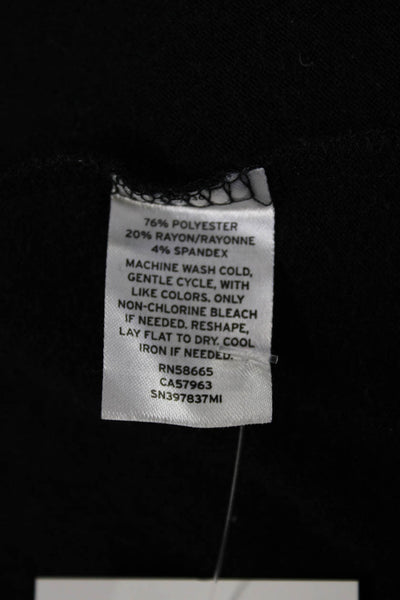 76% POLYESTER
20% RAYON/RAYONNE
4% SPANDEX
MACHINE WASH COLD,
GENTLE CYCLE, WITH
LIKE COLORS. ONLY
NON-CHLORINE BLEACH
IF NEEDED. RESHAPE,
LAY FLAT TO DRY. COOL
IRON IF NEEDED.
RN58665
CA57963
SN397837MI